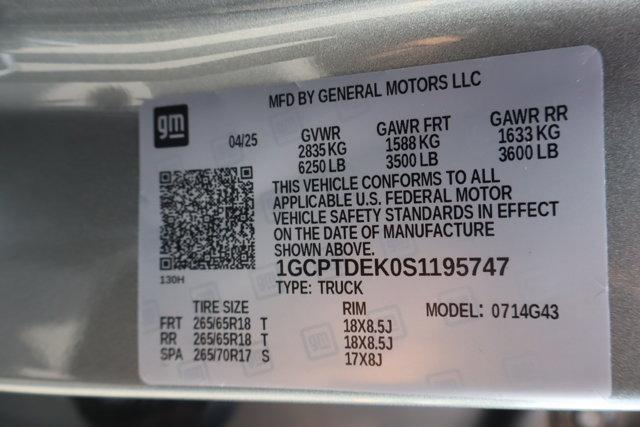 MFD BY GENERAL MOTORS LLC
gm
04/25
GVWR
2835 KG
6250 LB
GAWR FRT
1588 KG
3500 LB
GAWR RR
1633 KG
3600 LB
THIS VEHICLE CONFORMS TO ALL
APPLICABLE U.S. FEDERAL MOTOR
VEHICLE SAFETY STANDARDS IN EFFECT
ON THE DATE OF MANUFACTURE
SHOWN ABOVE.
1GCPTDEK0S1195747
130H
TYPE: TRUCK
TIRE SIZE RIM MODEL: 0714G43
FRT 265/65R18 T 18X8.5J
RR 265/65R18 T 18X8.5J
SPA 265/70R17 S 17X8J